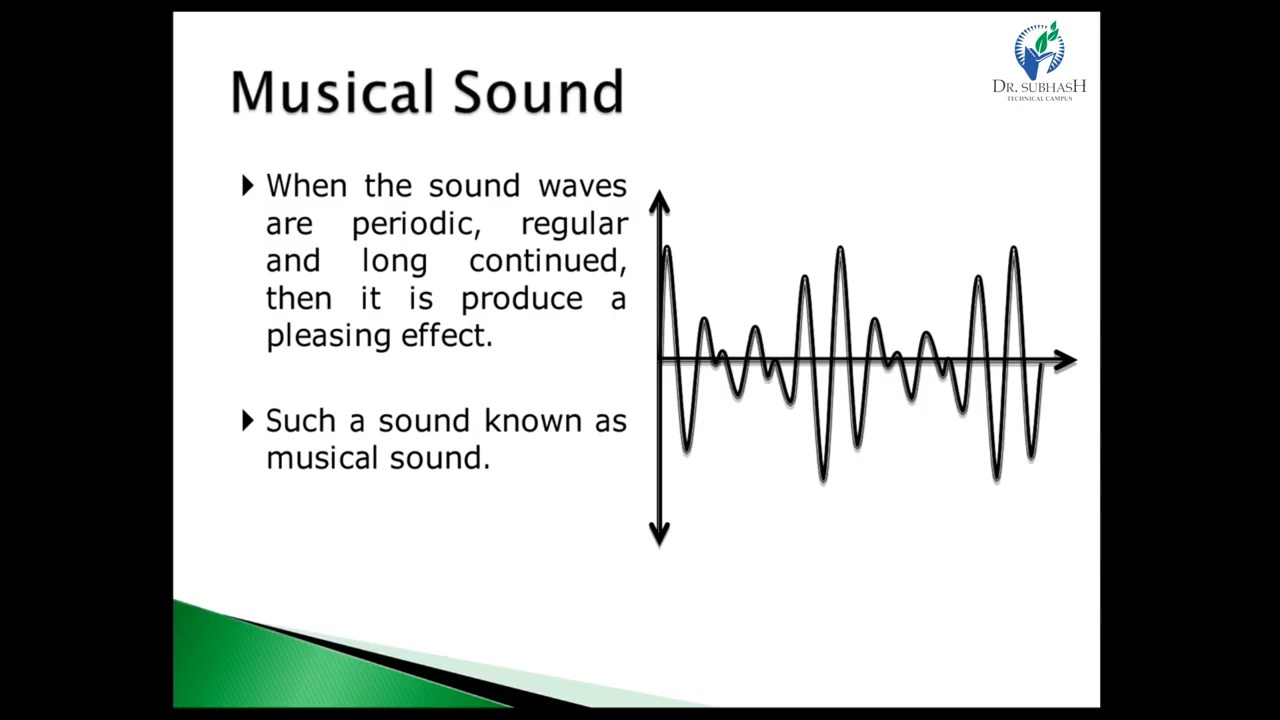 DR. SUBHASH
TECHNICAL CAMPUS
Musical Sound
When the sound waves
are periodic, regular
and long continued,
then it is produce a
pleasing effect.
Such a sound known as
musical sound.